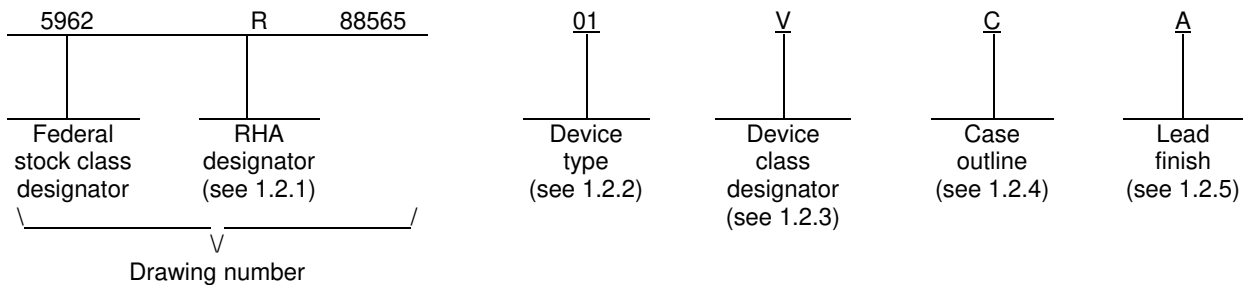 5962 R 88565 01 V C A
Federal stock class designator
RHA designator (see 1.2.1)
Device type (see 1.2.2)
Device class designator (see 1.2.3)
Case outline (see 1.2.4)
Lead finish (see 1.2.5)
Drawing number